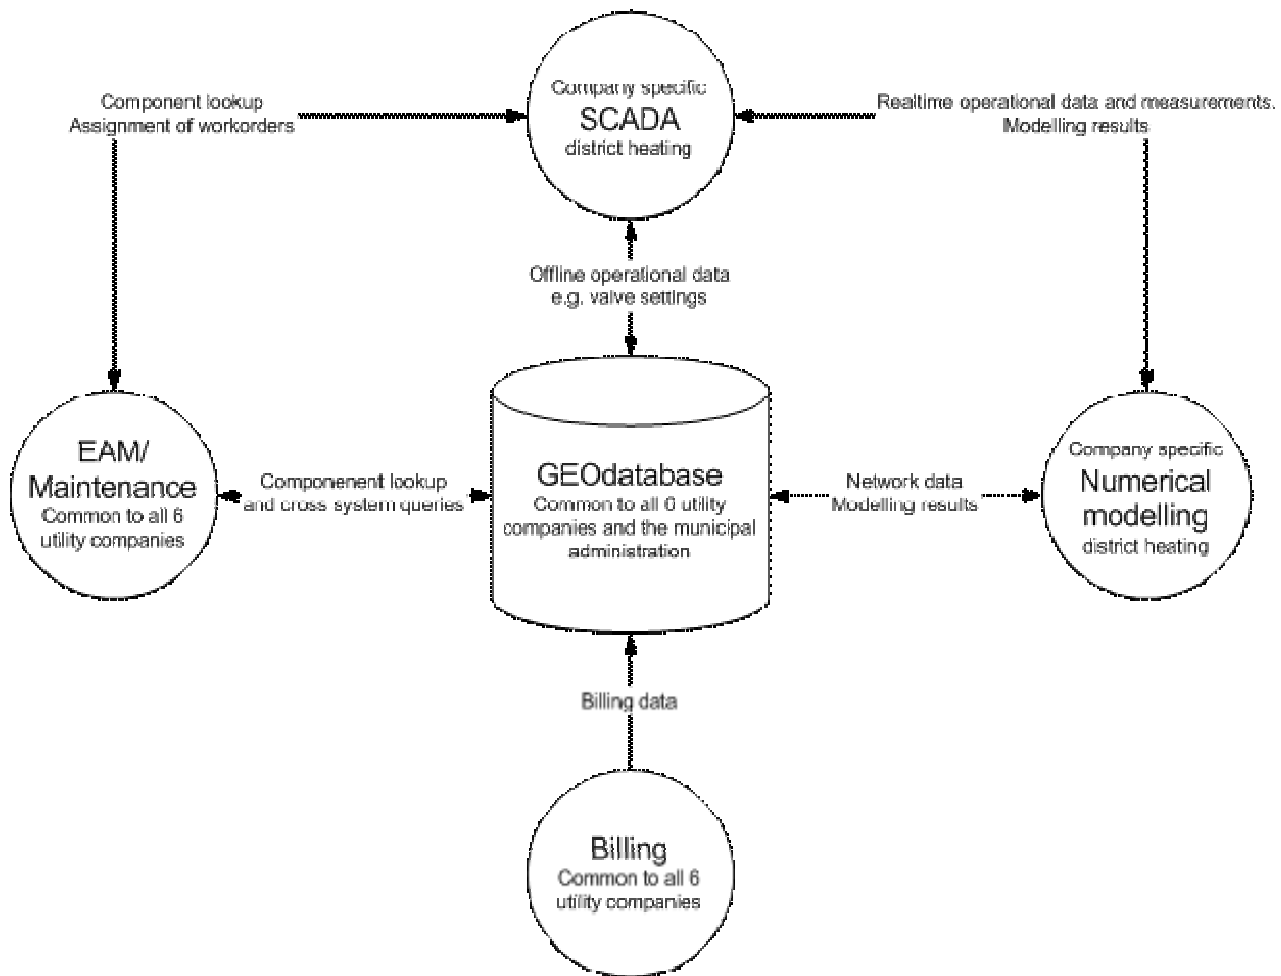 Company specific
SCADA
district heating
Component lookup
Assignment of workorders
Realtime operational data and measurements.
Modelling results
Offline operational data
e.g. valve settings
EAM/
Maintenance
Common to all 6
utility companies
Componenent lookup
and cross system queries
GEOdatabase
Common to all 6 utility
companies and the municipal
administration
Network data
Modelling results
Company specific
Numerical
modelling
district heating
Billing data
Billing
Common to all 6
utility companies